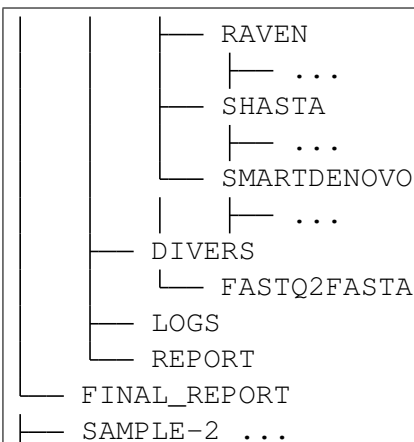 │   │   ├── RAVEN
│   │   │   ├── ...
│   │   ├── SHASTA
│   │   │   ├── ...
│   │   └── SMARTDENOVO
│   │   │   ├── ...
│   ├── DIVERS
│   │   └── FASTQ2FASTA
│   ├── LOGS
│   └── REPORT
└── FINAL_REPORT
├── SAMPLE-2 ...